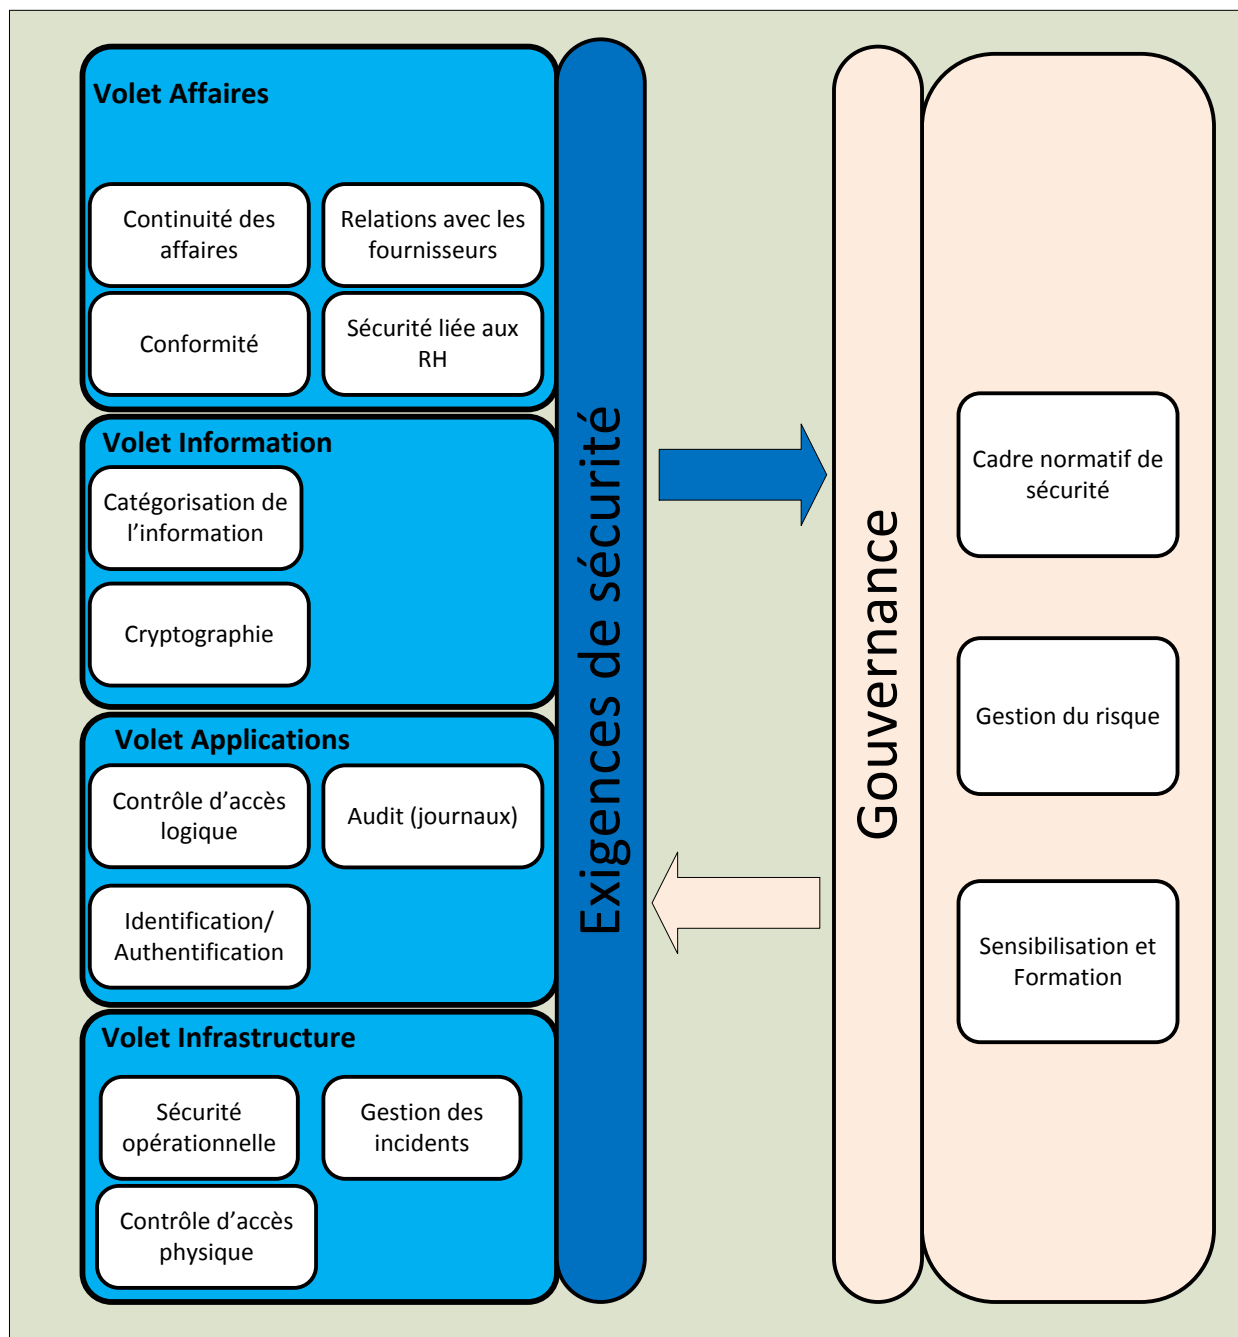 Volet Affaires
Continuité des
affaires
Relations avec les
fournisseurs
Conformité
Sécurité liée aux
RH
Volet Information
Catégorisation de
l’information
Cryptographie
Volet Applications
Contrôle d’accès
logique
Audit (journaux)
Identification/
Authentification
Volet Infrastructure
Sécurité
opérationnelle
Gestion des
incidents
Contrôle d’accès
physique
Exigences de sécurité
Gouvernance
Cadre normatif de
sécurité
Gestion du risque
Sensibilisation et
Formation